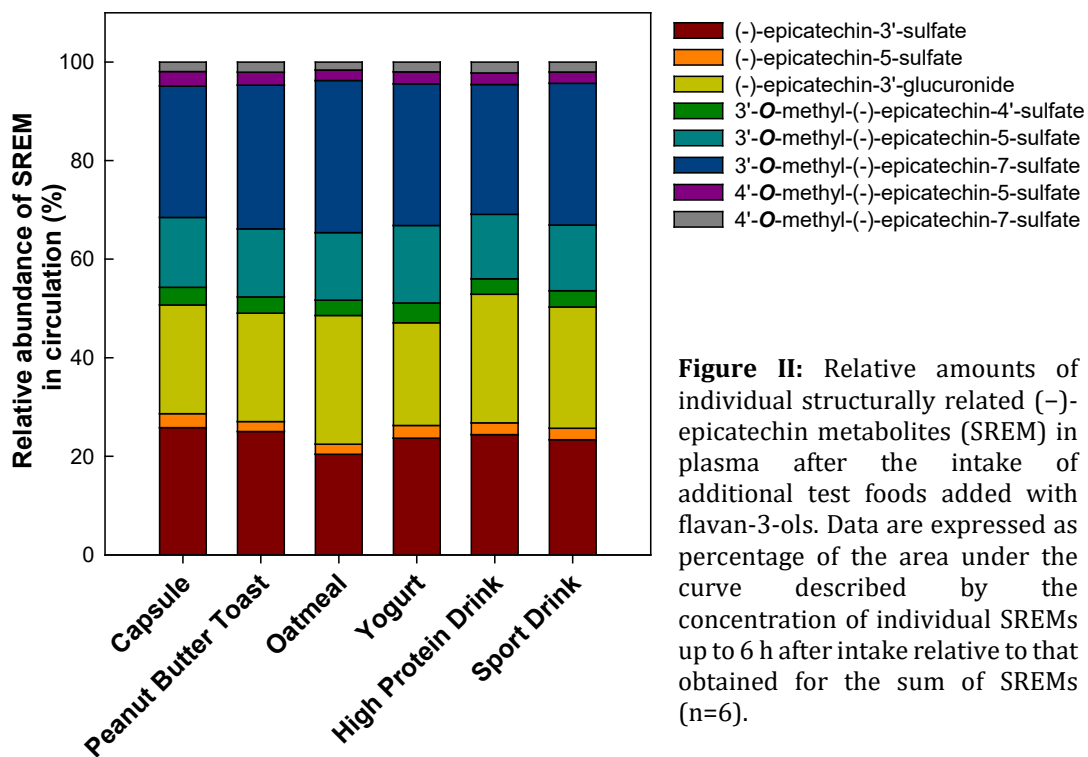 Relative abundance of SREM
in circulation (%)
100
80
60
40
20
0
Capsule
Peanut Butter Toast
Oatmeal
Yogurt
High Protein Drink
Sport Drink
(-)-epicatechin-3'-sulfate
(-)-epicatechin-5-sulfate
(-)-epicatechin-3'-glucuronide
3'-O-methyl-(-)-epicatechin-4'-sulfate
3'-O-methyl-(-)-epicatechin-5-sulfate
3'-O-methyl-(-)-epicatechin-7-sulfate
4'-O-methyl-(-)-epicatechin-5-sulfate
4'-O-methyl-(-)-epicatechin-7-sulfate
Figure II: Relative amounts of
individual structurally related (−)-
epicatechin metabolites (SREM) in
plasma after the intake of
additional test foods added with
flavan-3-ols. Data are expressed as
percentage of the area under the
curve described by the
concentration of individual SREMs
up to 6 h after intake relative to that
obtained for the sum of SREMs
(n=6).